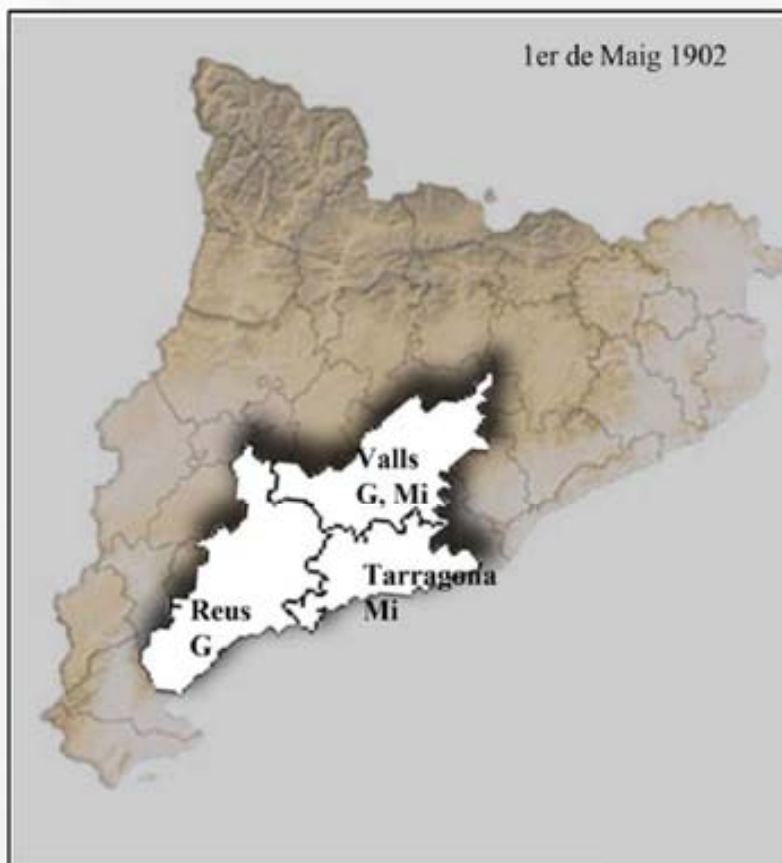 1er de Maig 1902
Valls
G, Mi
Tarragona
Mi
Reus
G